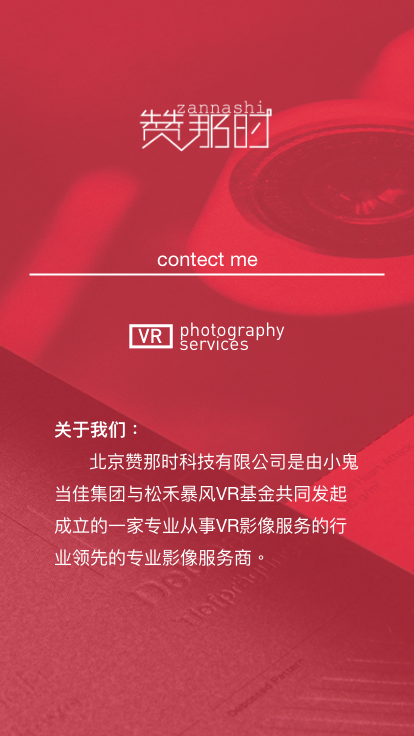 zannashi
赞那时
contect me
VR photography
services
关于我们：
北京赞那时科技有限公司是由小鬼
当佳集团与松禾暴风VR基金共同发起
成立的一家专业从事VR影像服务的行
业领先的专业影像服务商。